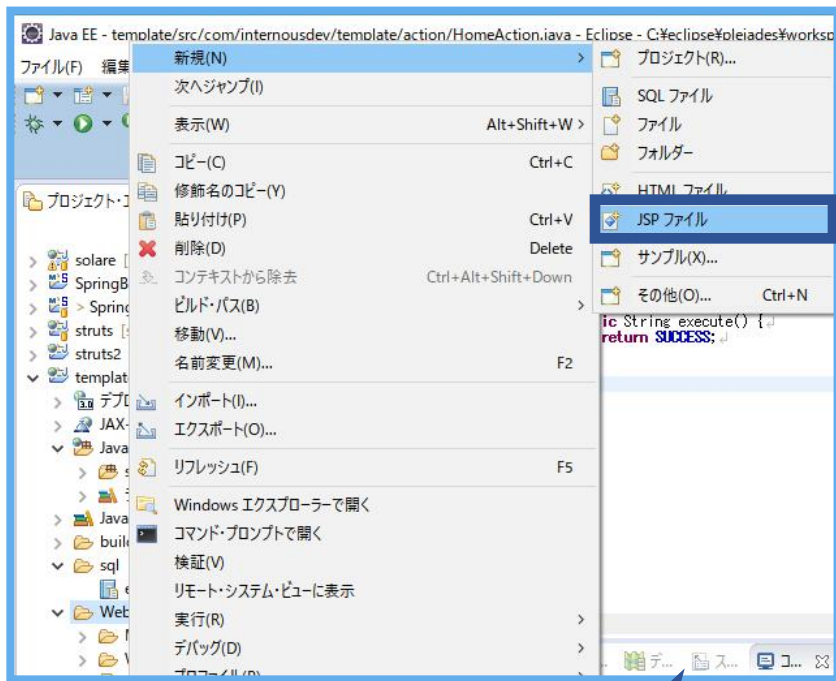 Java EE - template/src/com/internousdev/template/action/HomeAction.java - Eclipse - C:¥eclipse¥pleiades¥worksp
ファイル(F) 編集
新規(N)
次へジャンプ(I)
表示(W) Alt+Shift+W
コピー(C) Ctrl+C
修飾名のコピー(Y)
貼り付け(P) Ctrl+V
削除(D) Delete
コンテキストから除去 Ctrl+Alt+Shift+Down
ビルド・パス(B)
移動(V)...
名前変更(M)... F2
インポート(I)...
エクスポート(O)...
リフレッシュ(F) F5
Windows エクスプローラーで開く
コマンド・プロンプトで開く
検証(V)
リモート・システム・ビューに表示
実行(R)
デバッグ(D)
プロジェクト(R)...
SQL ファイル
ファイル
フォルダー
HTML ファイル
JSP ファイル
サンプル(X)...
その他(O)... Ctrl+N
ic String execute() {
return SUCCESS;
プロジェクト・エ
solare [
SpringB
> Spring
struts [
struts2
templat
デプロ
JAX-
Java
Java
build
sql
Web
デ... ス... コ...